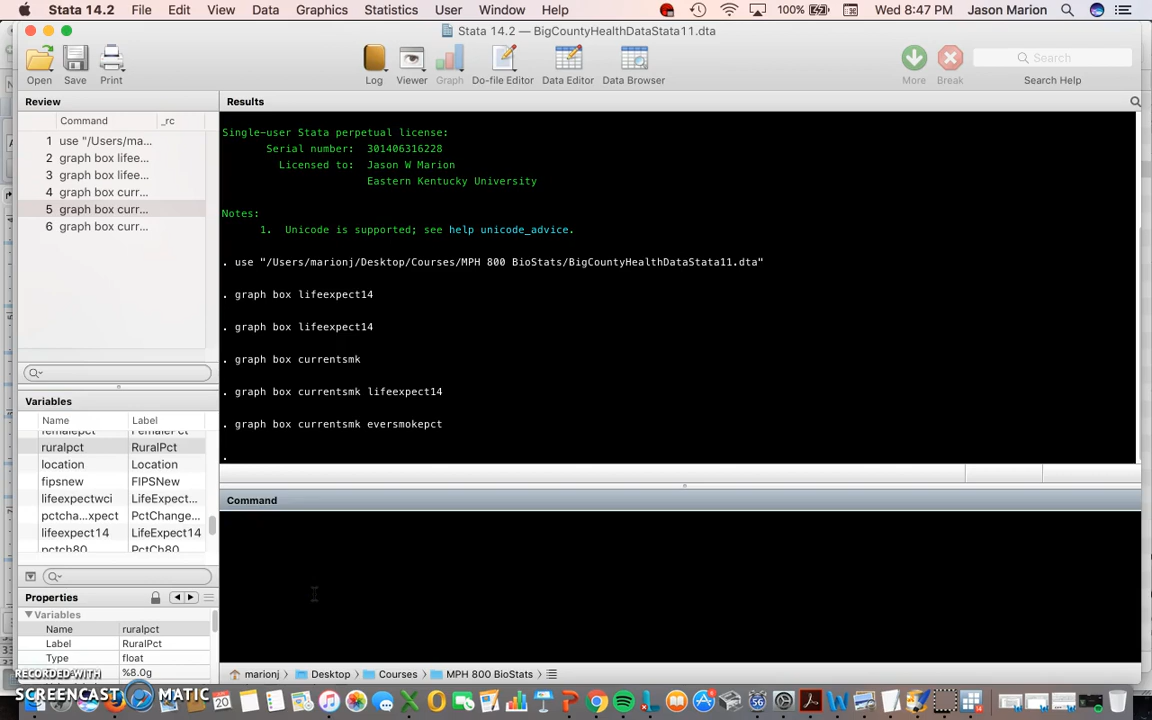 Stata 14.2 File Edit View Data Graphics Statistics User Window Help 100% Wed 8:47 PM Jason Marion
Stata 14.2 — BigCountyHealthDataStata11.dta
Open Save Print Log Viewer Graph Do-file Editor Data Editor Data Browser More Break Search Search Help
Review
Command _rc
1 use "/Users/ma...
2 graph box lifee...
3 graph box lifee...
4 graph box curr...
5 graph box curr...
6 graph box curr...
Variables
Name Label
femalepct FemalePct
ruralpct RuralPct
location Location
fipsnew FIPSNew
lifeexpectwci LifeExpect...
pctcha...xpect PctChange...
lifeexpect14 LifeExpect14
pctch80 PctCh80
Properties
Variables
Name ruralpct
Label RuralPct
Type float
%8.0g
Results
Single-user Stata perpetual license:
Serial number: 301406316228
Licensed to: Jason W Marion
Eastern Kentucky University
Notes:
1. Unicode is supported; see help unicode_advice.
. use "/Users/marionj/Desktop/Courses/MPH 800 BioStats/BigCountyHealthDataStata11.dta"
. graph box lifeexpect14
. graph box lifeexpect14
. graph box currentsmk
. graph box currentsmk lifeexpect14
. graph box currentsmk eversmokepct
.
Command
marionj Desktop Courses MPH 800 BioStats
RECORDED WITH
SCREENCAST MATIC